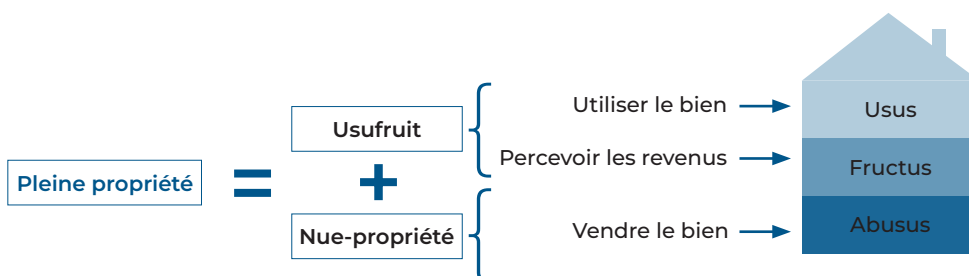 Utiliser le bien
Usus
Usufruit
Percevoir les revenus
Fructus
Pleine propriété
=
+
Nue-propriété
Vendre le bien
Abusus